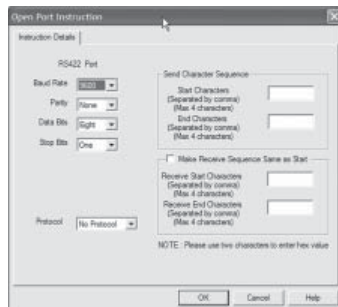 Open Port Instruction
Instruction Details
RS422 Port
Baud Rate 9600
Parity None
Data Bits Eight
Stop Bits One
Protocol No Protocol
Send Character Sequence
Start Characters
(Separated by comma)
(Max 4 characters)
End Characters
(Separated by comma)
(Max 4 characters)
Make Receive Sequence Same as Start
Receive Start Characters
(Separated by comma)
(Max 4 characters)
Receive End Characters
(Separated by comma)
(Max 4 characters)
NOTE : Please use two characters to enter hex value
OK
Cancel
Help